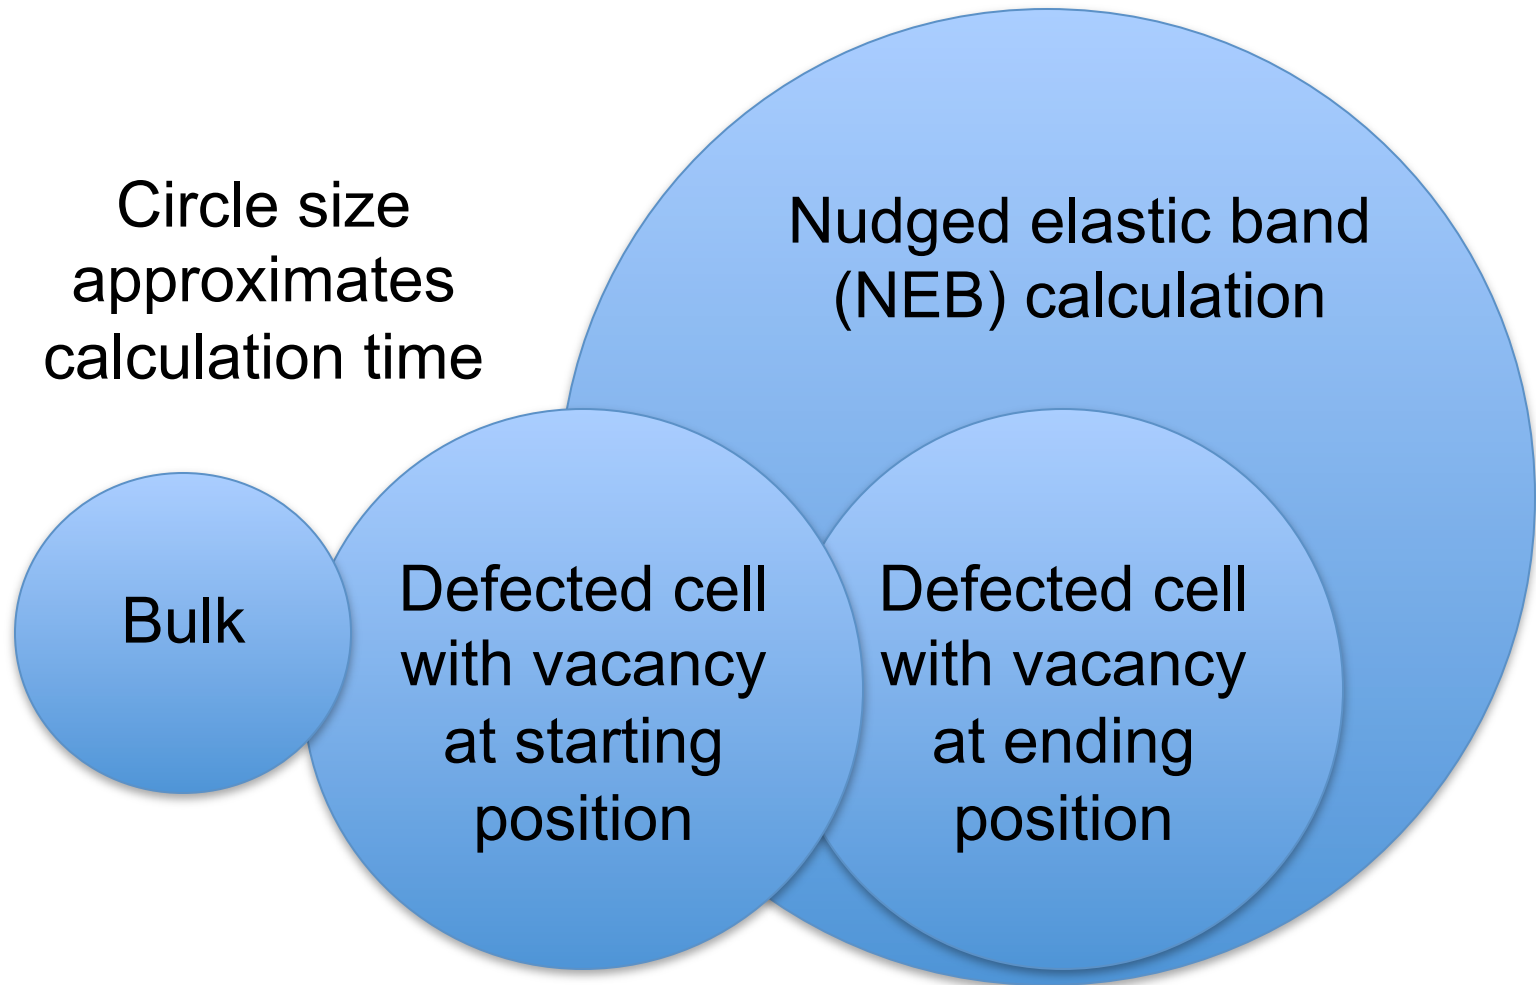 Circle size
approximates
calculation time
Nudged elastic band
(NEB) calculation
Bulk
Defected cell
with vacancy
at starting
position
Defected cell
with vacancy
at ending
position